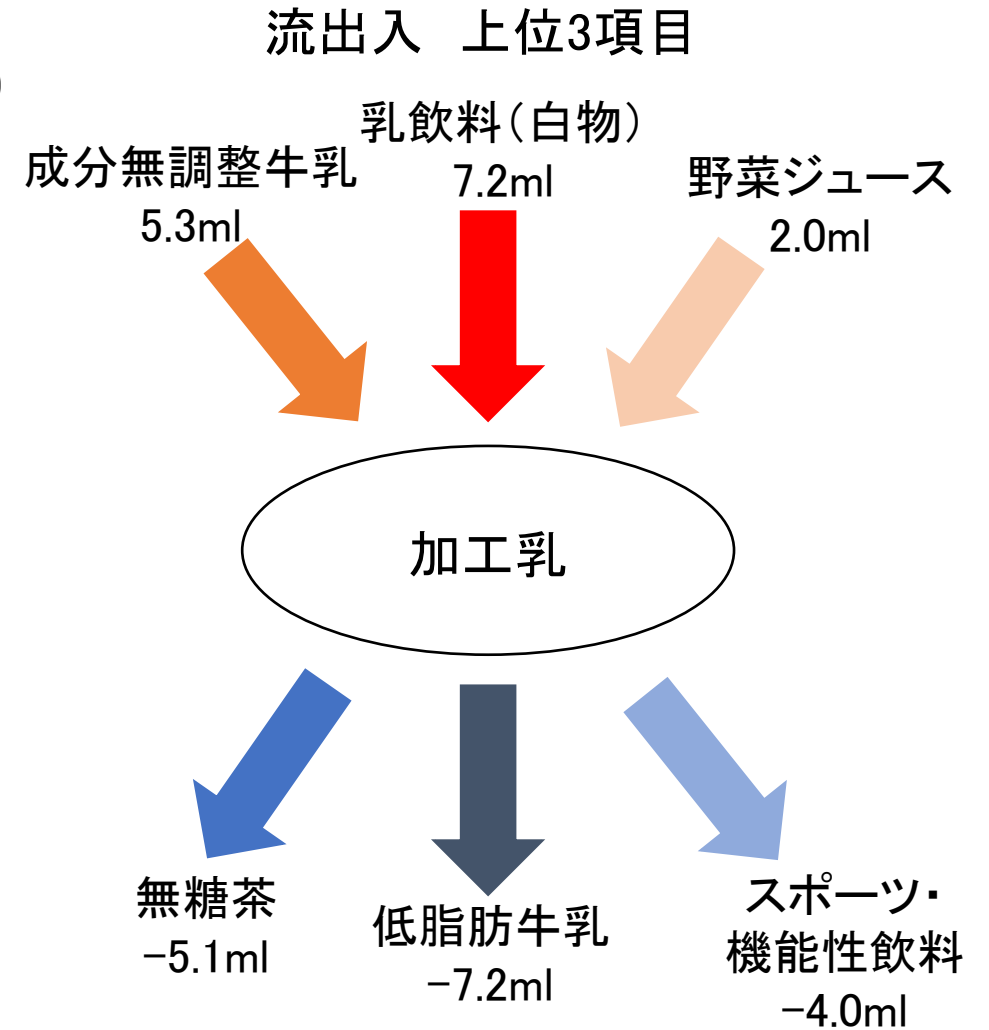 流出入　上位3項目
)
乳飲料（白物）
7.2ml
成分無調整牛乳
5.3ml
野菜ジュース
2.0ml
加工乳
無糖茶
−5.1ml
低脂肪牛乳
−7.2ml
スポーツ・
機能性飲料
−4.0ml